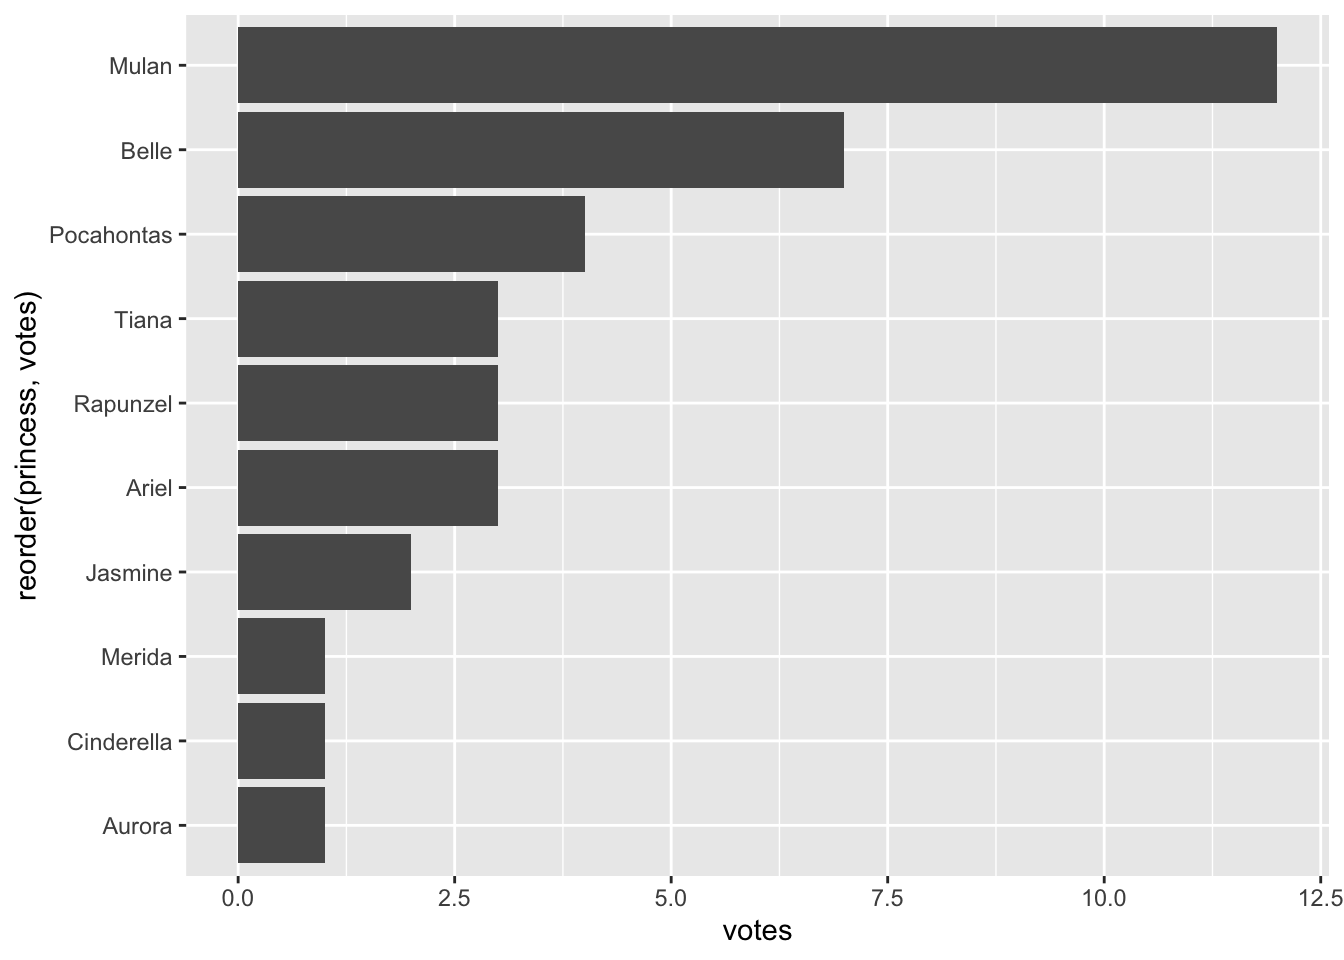 reorder(princess, votes)
Mulan
Belle
Pocahontas
Tiana
Rapunzel
Ariel
Jasmine
Merida
Cinderella
Aurora
0.0 2.5 5.0 7.5 10.0 12.5
votes